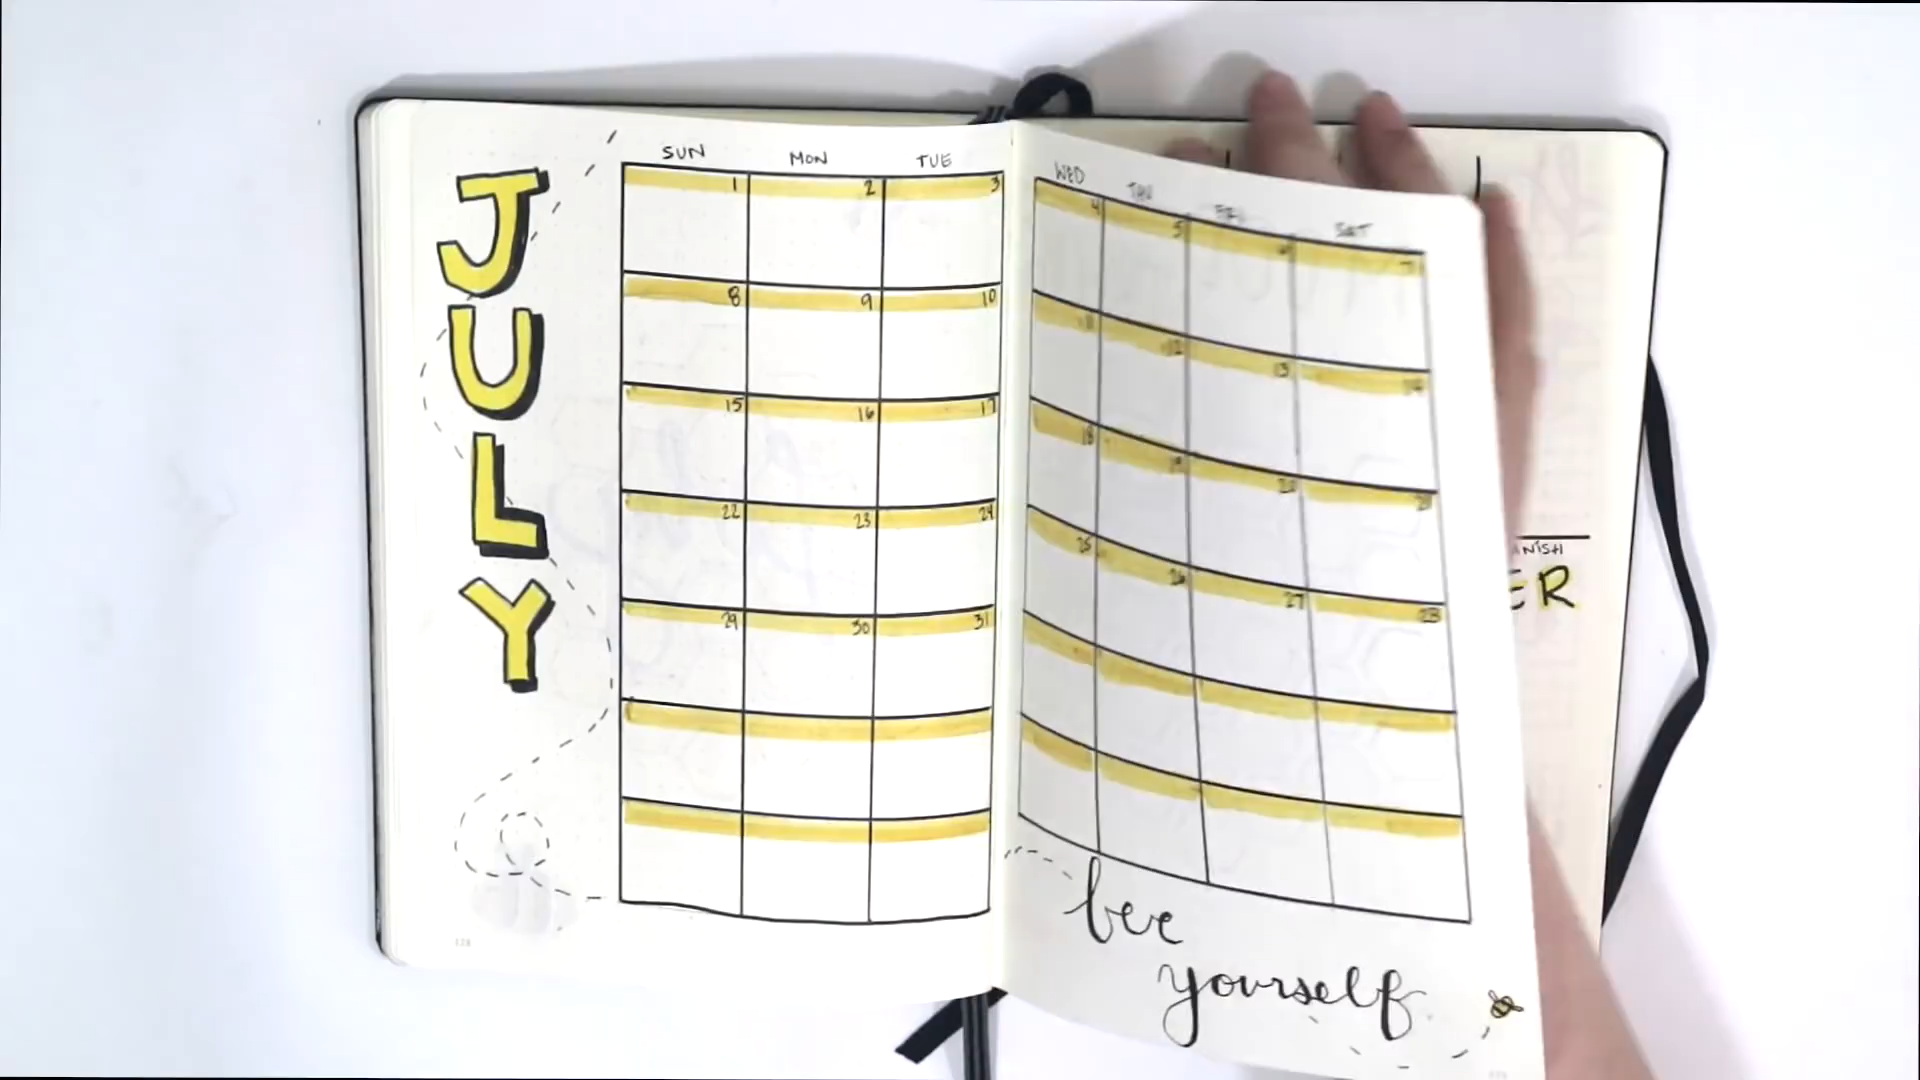 JULY
SUN MON TUE WED THU FRI SAT
1 2 3 4 5 6 7
8 9 10 11 12 13 14
15 16 17 18 19 20 21
22 23 24 25 26 27 28
29 30 31
bee
yourself
ANISH
ER